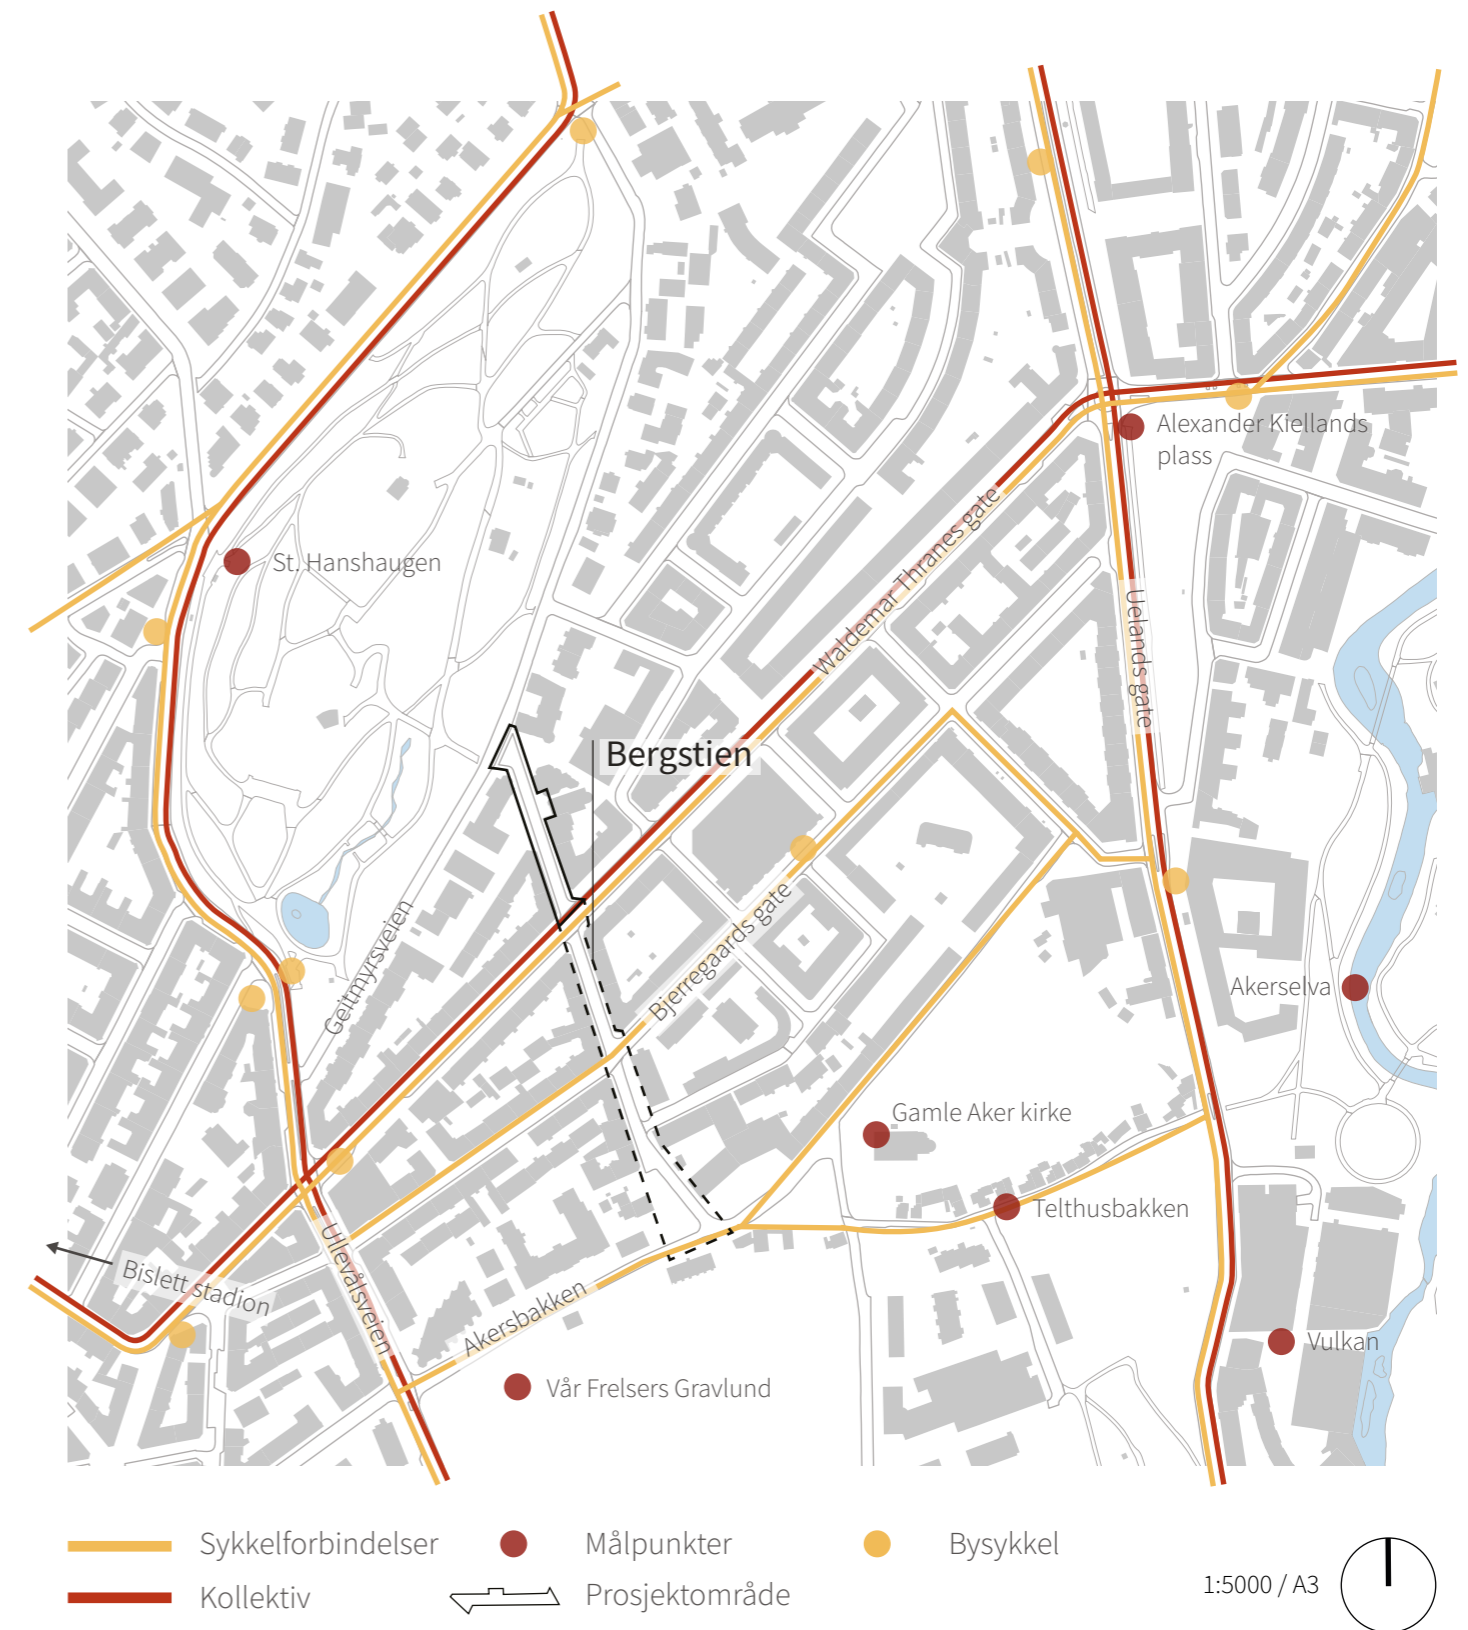 Alexander Kiellands
plass
Waldemar Thranes gate
St. Hanshaugen
Uelands gate
Bergstien
Bjerregaards gate
Geitmyrsveien
Akerselva
Gamle Aker kirke
Telthusbakken
Ullevålsveien
Bislett stadion
Akersbakken
Vulkan
Vår Frelsers Gravlund
Sykkelforbindelser
Målpunkter
Bysykkel
Kollektiv
Prosjektområde
1:5000 / A3